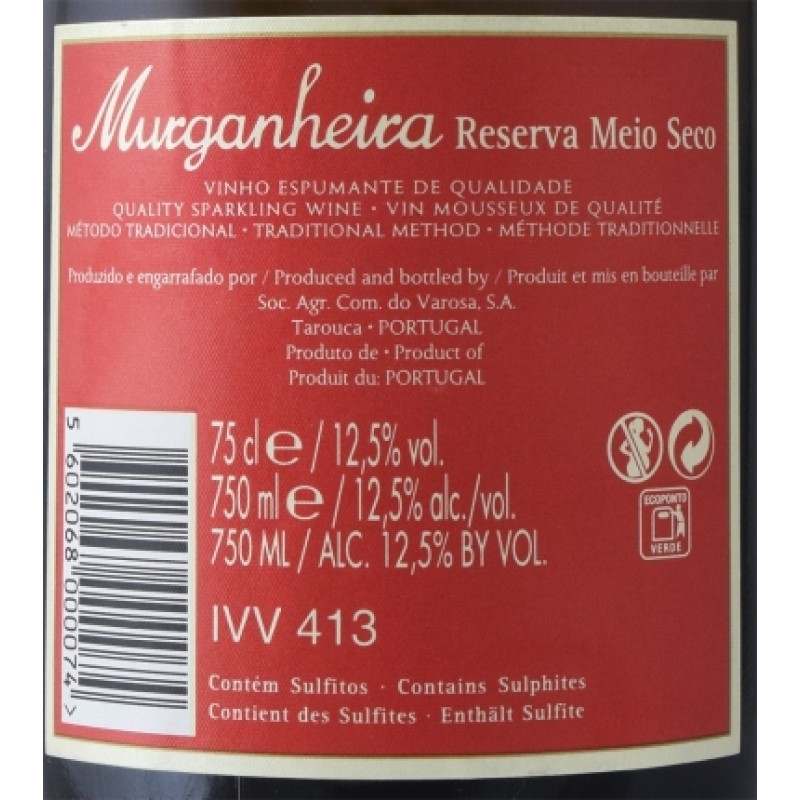 Murganheira Reserva Meio Seco
VINHO ESPUMANTE DE QUALIDADE
QUALITY SPARKLING WINE · VIN MOUSSEUX DE QUALITÉ
MÉTODO TRADICIONAL · TRADITIONAL METHOD · MÉTHODE TRADITIONNELLE
Produzido e engarrafado por / Produced and bottled by / Produit et mis en bouteille par
Soc. Agr. Com. do Varosa, S.A.
Tarouca · PORTUGAL
Produto de · Product of
Produit du: PORTUGAL
75 cl e / 12,5% vol.
750 ml e / 12,5% alc./vol.
750 ML / ALC. 12,5% BY VOL.
ECOPONTO
VERDE
IVV 413
Contém Sulfitos · Contains Sulphites
Contient des Sulfites · Enthält Sulfite
5 602068 000074 >